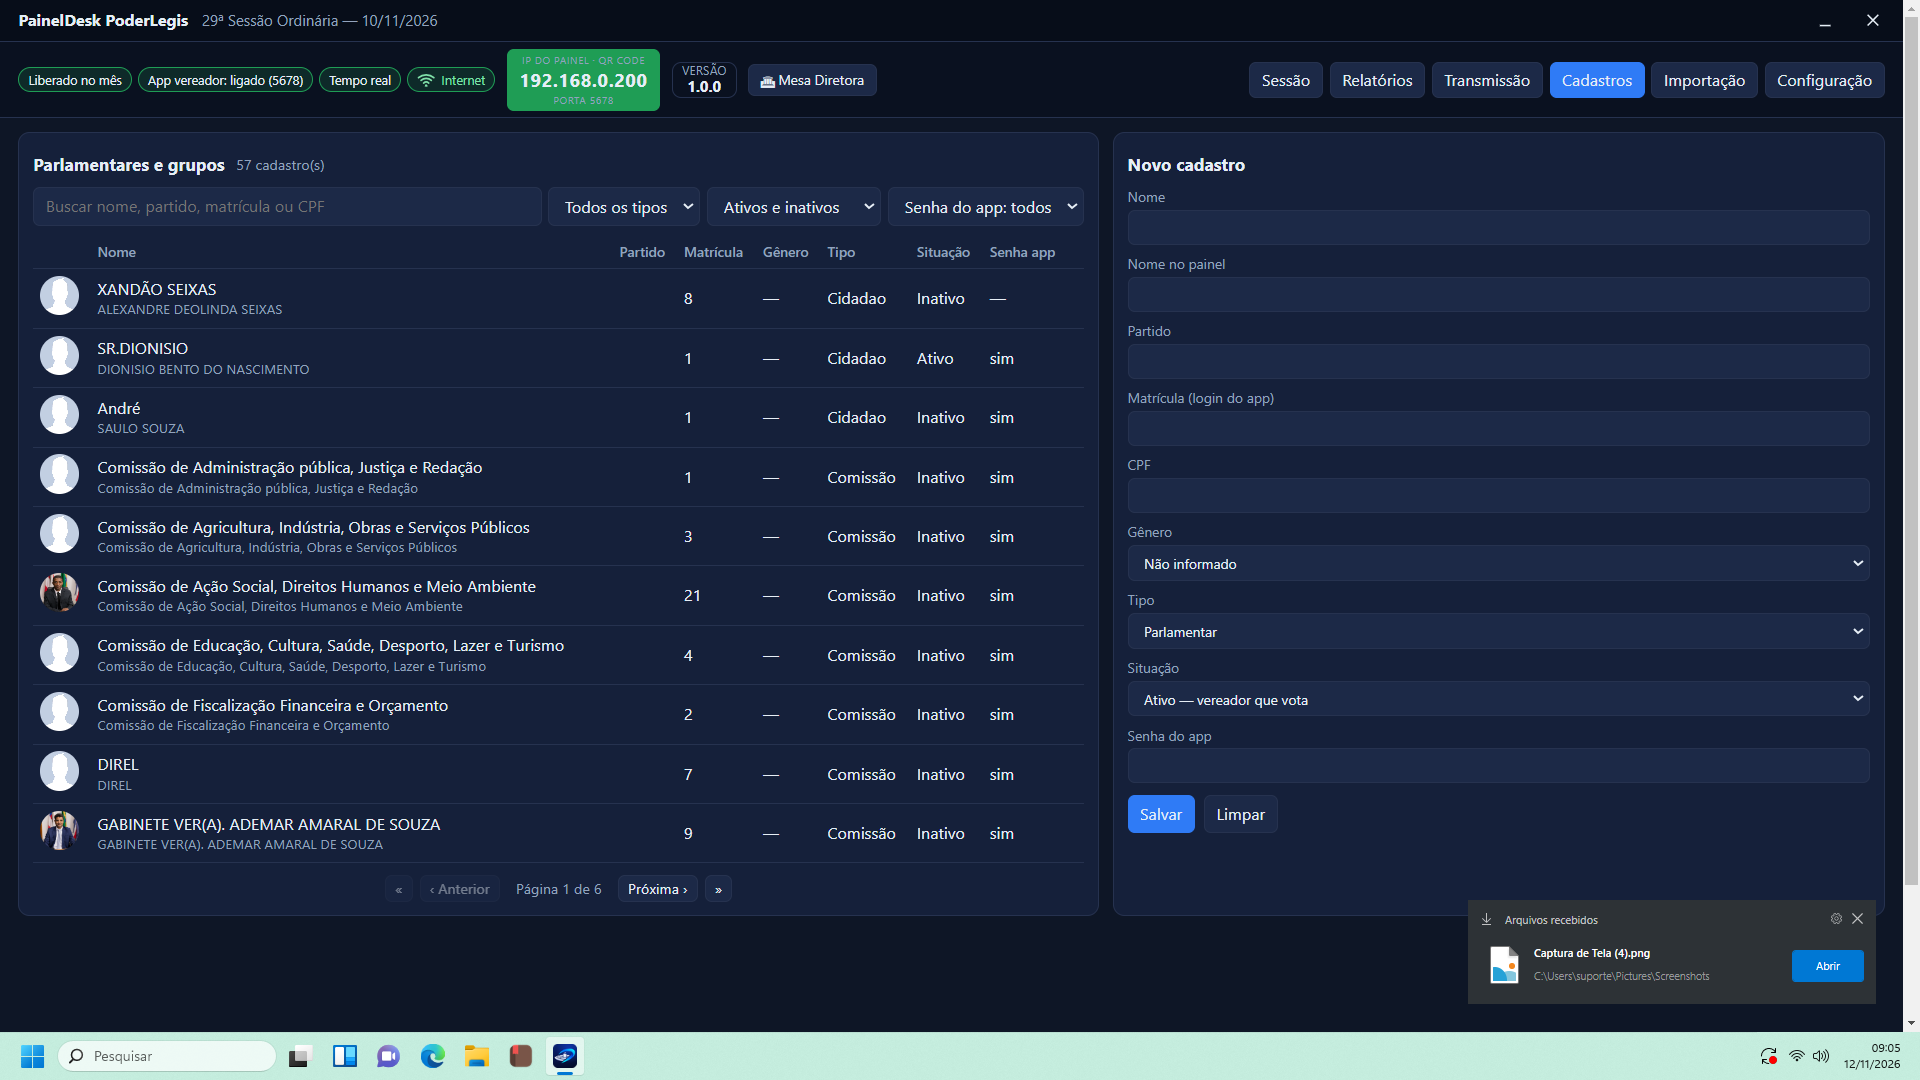 PainelDesk PoderLegis 29ª Sessão Ordinária — 10/11/2026
Liberado no mês
App vereador: ligado (5678)
Tempo real
Internet
IP DO PAINEL · QR CODE
192.168.0.200
PORTA 5678
VERSÃO
1.0.0
Mesa Diretora
Sessão
Relatórios
Transmissão
Cadastros
Importação
Configuração
Parlamentares e grupos 57 cadastro(s)
Buscar nome, partido, matrícula ou CPF
Todos os tipos
Ativos e inativos
Senha do app: todos
Nome Partido Matrícula Gênero Tipo Situação Senha app
XANDÃO SEIXAS
ALEXANDRE DEOLINDA SEIXAS
8 — Cidadao Inativo —
SR.DIONISIO
DIONISIO BENTO DO NASCIMENTO
1 — Cidadao Ativo sim
André
SAULO SOUZA
1 — Cidadao Inativo sim
Comissão de Administração pública, Justiça e Redação
Comissão de Administração pública, Justiça e Redação
1 — Comissão Inativo sim
Comissão de Agricultura, Indústria, Obras e Serviços Públicos
Comissão de Agricultura, Indústria, Obras e Serviços Públicos
3 — Comissão Inativo sim
Comissão de Ação Social, Direitos Humanos e Meio Ambiente
Comissão de Ação Social, Direitos Humanos e Meio Ambiente
21 — Comissão Inativo sim
Comissão de Educação, Cultura, Saúde, Desporto, Lazer e Turismo
Comissão de Educação, Cultura, Saúde, Desporto, Lazer e Turismo
4 — Comissão Inativo sim
Comissão de Fiscalização Financeira e Orçamento
Comissão de Fiscalização Financeira e Orçamento
2 — Comissão Inativo sim
DIREL
DIREL
7 — Comissão Inativo sim
GABINETE VER(A). ADEMAR AMARAL DE SOUZA
GABINETE VER(A). ADEMAR AMARAL DE SOUZA
9 — Comissão Inativo sim
« ‹ Anterior Página 1 de 6 Próxima › »
Novo cadastro
Nome
Nome no painel
Partido
Matrícula (login do app)
CPF
Gênero
Não informado
Tipo
Parlamentar
Situação
Ativo — vereador que vota
Senha do app
Salvar Limpar
Arquivos recebidos
Captura de Tela (4).png
C:\Users\suporte\Pictures\Screenshots
Abrir
Pesquisar
09:05
12/11/2026